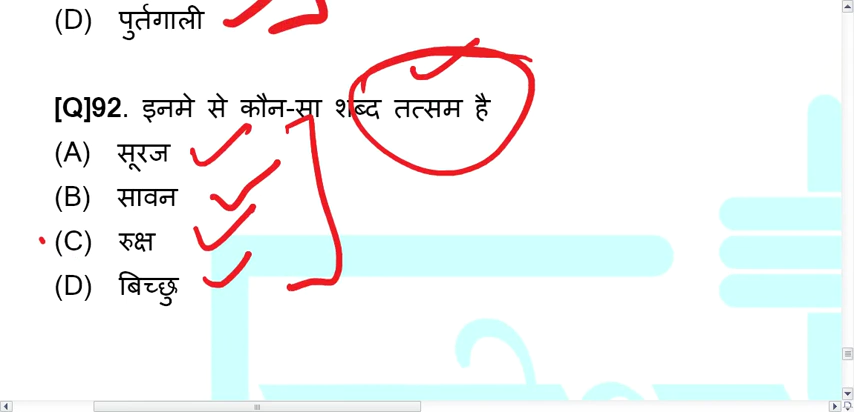 (D) पुर्तगाली
[Q]92. इनमे से कौन-सा शब्द तत्सम है
(A) सूरज
(B) सावन
(C) रुक्ष
(D) बिच्छु